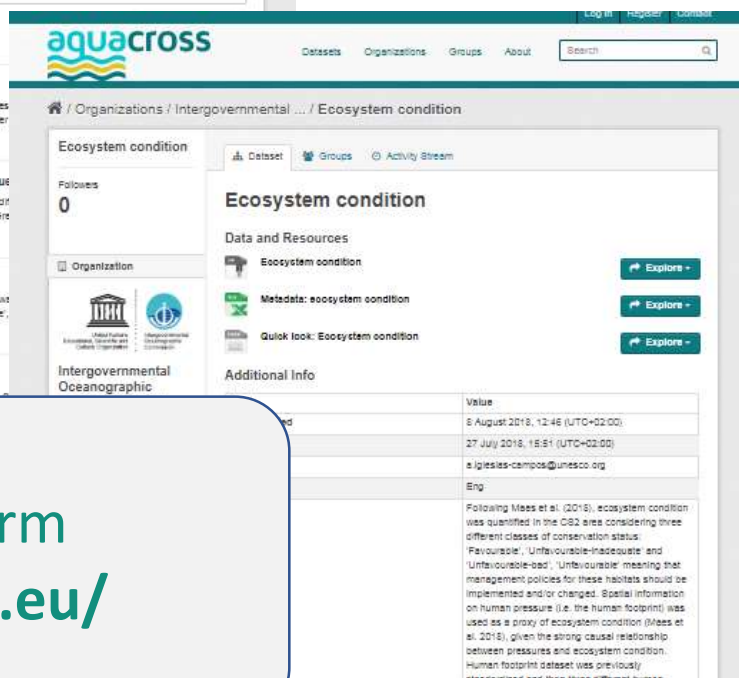 Log in Register Contact
aquacross
Datasets Organizations Groups About Search
/ Organizations / Intergovernmental ... / Ecosystem condition
Ecosystem condition
Followers
0
Organization
Intergovernmental
Oceanographic
Dataset Groups Activity Stream
Ecosystem condition
Data and Resources
Ecosystem condition Explore
Metadata: ecosystem condition Explore
Quick look: Ecosystem condition Explore
Additional Info
Value
8 August 2018, 12:46 (UTC+02:00)
27 July 2018, 15:51 (UTC+02:00)
a.iglesias-campos@unesco.org
Eng
Following Maes et al. (2018), ecosystem condition
was quantified in the CS2 area considering three
different classes of conservation status:
'Favourable', 'Unfavourable-inadequate' and
'Unfavourable-bad', 'Unfavourable' meaning that
management policies for these habitats should be
implemented and/or changed. Spatial information
on human pressure (i.e. the human footprint) was
used as a proxy of ecosystem condition (Maes et
al. 2018), given the strong causal relationship
between pressures and ecosystem condition.
Human footprint dataset was previously
standardized and then three different human
rm
.eu/